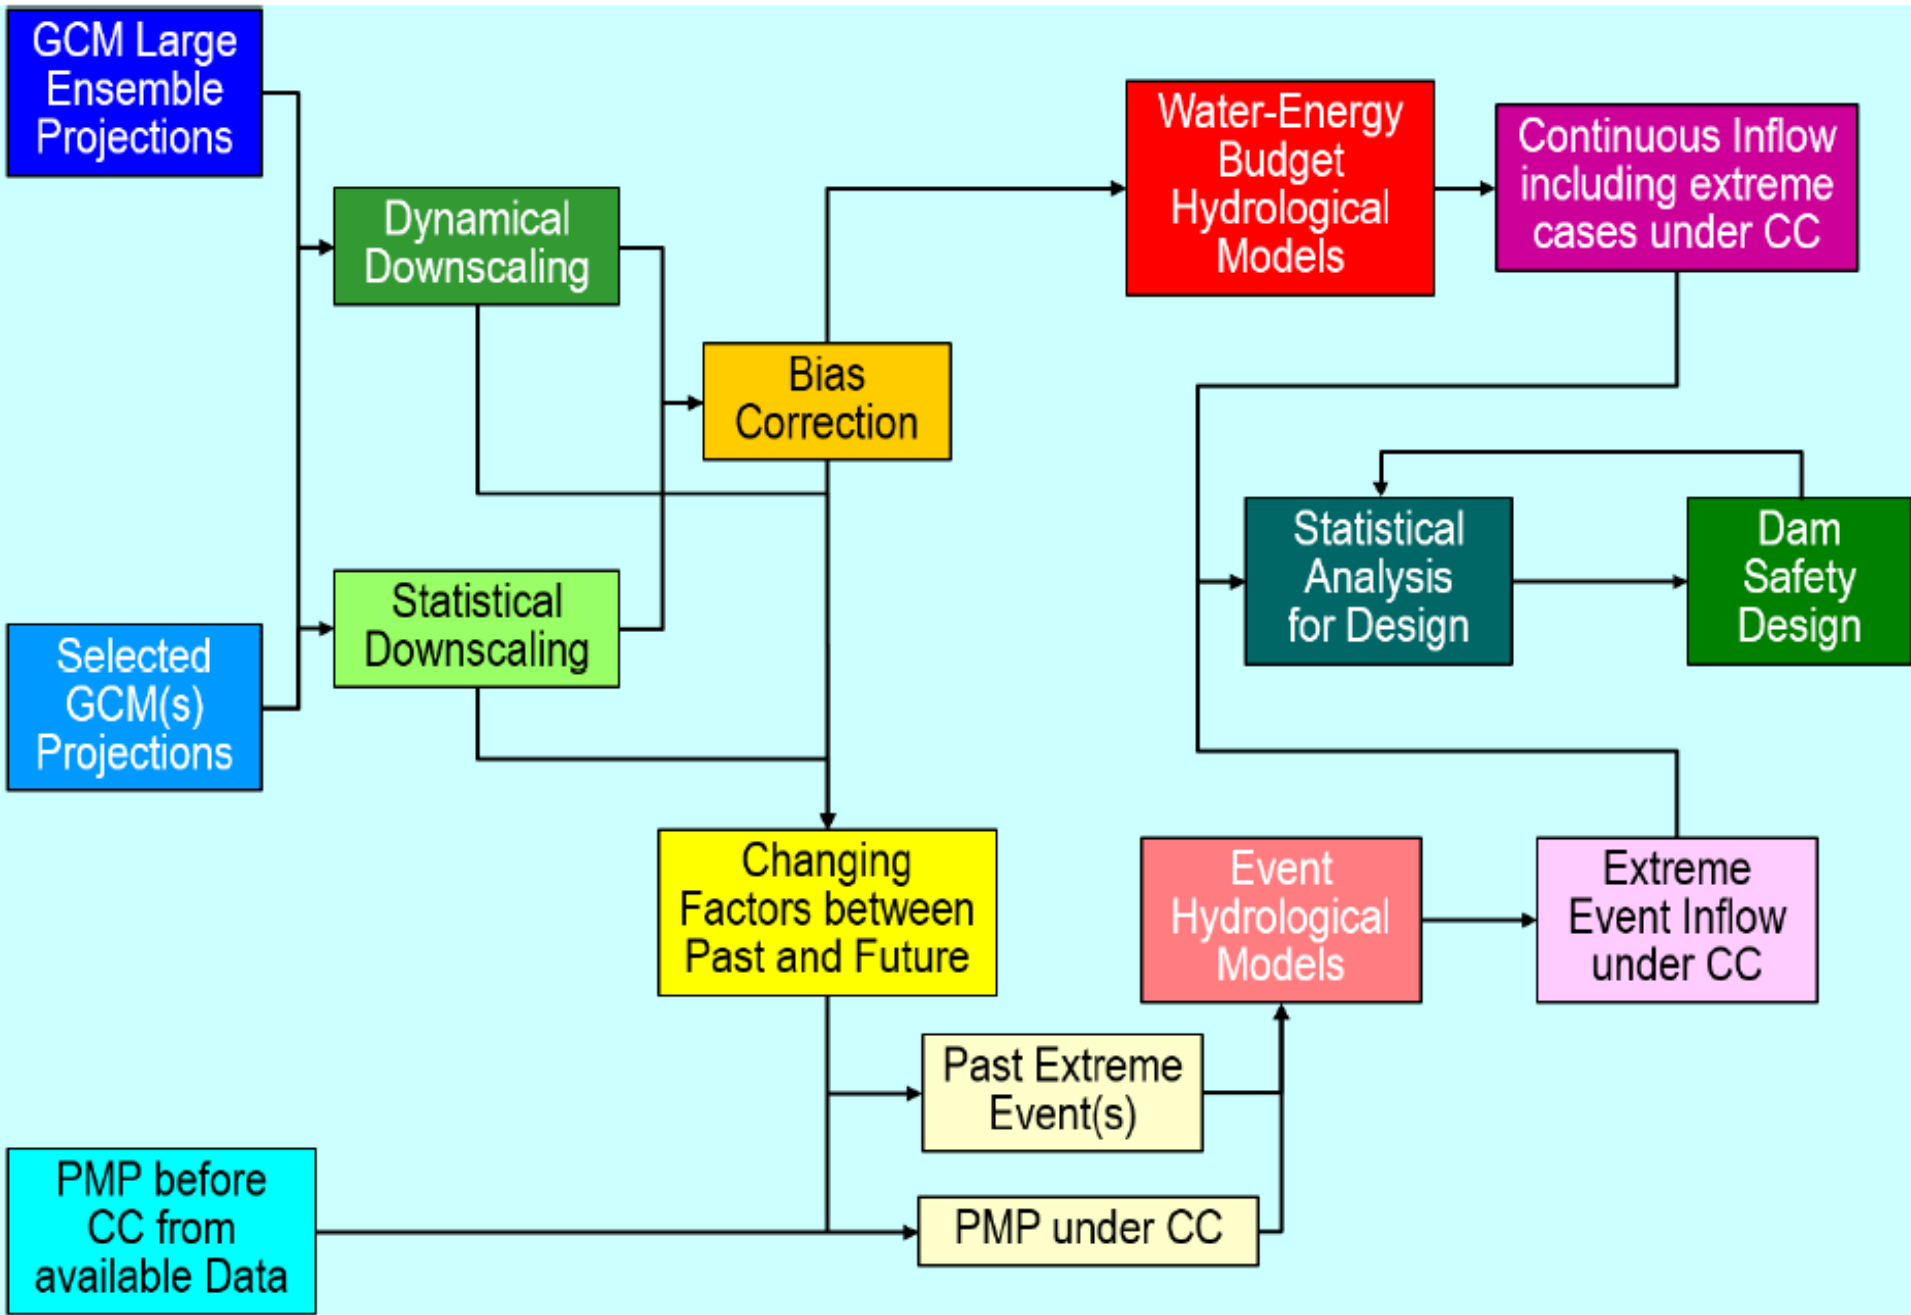 GCM Large
Ensemble
Projections
Dynamical
Downscaling
Statistical
Downscaling
Selected
GCM(s)
Projections
Bias
Correction
Water-Energy
Budget
Hydrological
Models
Continuous Inflow
including extreme
cases under CC
Statistical
Analysis
for Design
Dam
Safety
Design
Changing
Factors between
Past and Future
Event
Hydrological
Models
Extreme
Event Inflow
under CC
Past Extreme
Event(s)
PMP before
CC from
available Data
PMP under CC